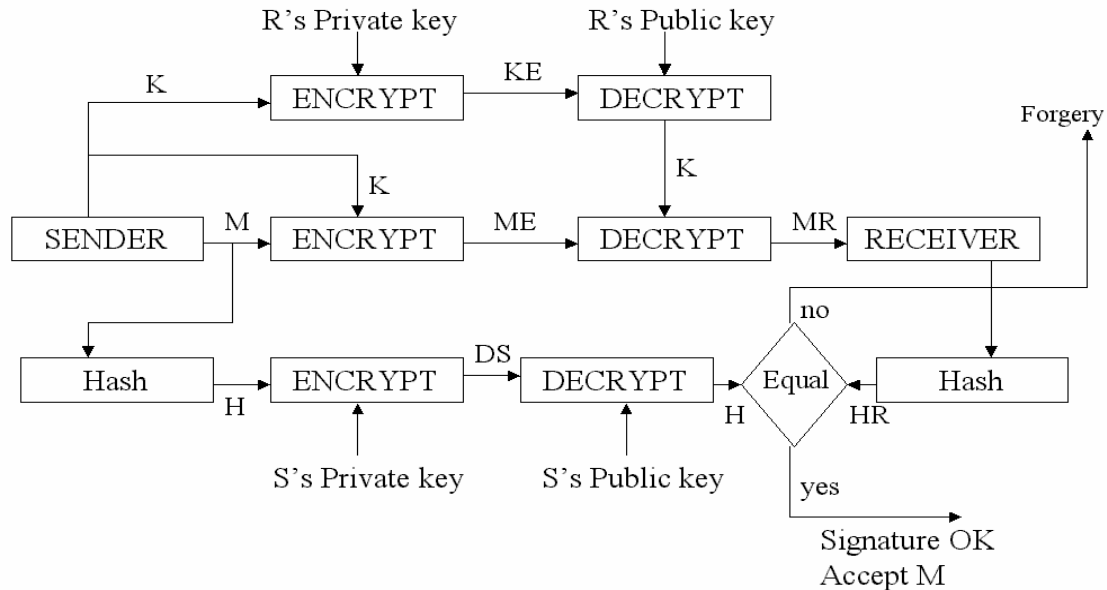 R's Private key
R's Public key
K
KE
ENCRYPT
DECRYPT
Forgery
K
K
M
ME
MR
SENDER
ENCRYPT
DECRYPT
RECEIVER
no
DS
Hash
ENCRYPT
DECRYPT
Equal
Hash
H
H
HR
S's Private key
S's Public key
yes
Signature OK
Accept M